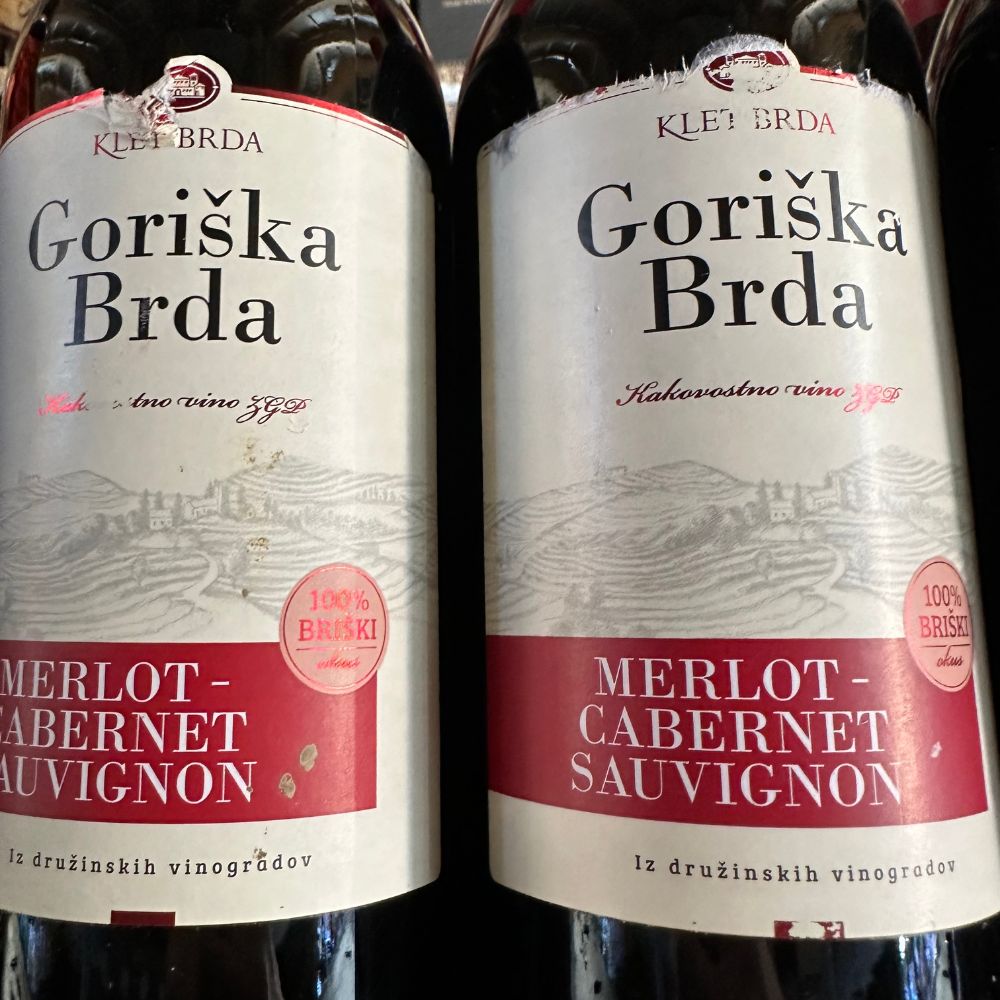 KLET BRDA
Goriška
Brda
tno vino ZGP
100%
BRIŠKI
okus
MERLOT -
CABERNET
SAUVIGNON
Iz družinskih vinogradov
KLET BRDA
Goriška
Brda
Kakovostno vino ZGP
100%
BRIŠKI
okus
MERLOT -
CABERNET
SAUVIGNON
Iz družinskih vinogradov